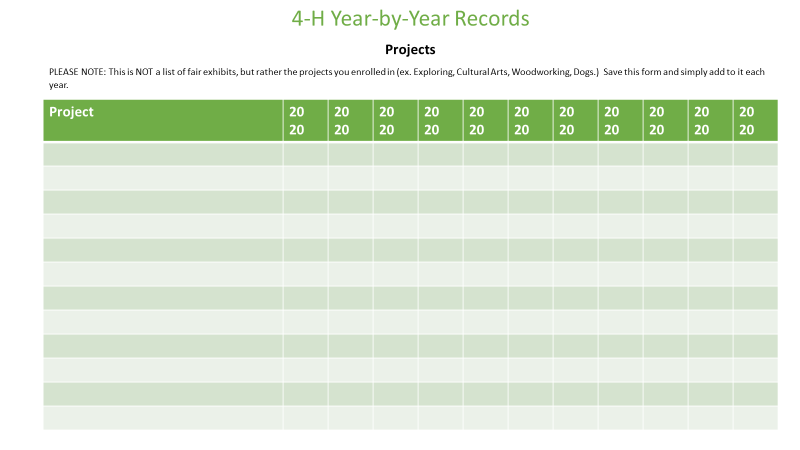 4-H Year-by-Year Records
Projects
PLEASE NOTE: This is NOT a list of fair exhibits, but rather the projects you enrolled in (ex. Exploring, Cultural Arts, Woodworking, Dogs.)  Save this form and simply add to it each
year.
Project 20 20 20 20 20 20 20 20 20 20 20
20 20 20 20 20 20 20 20 20 20 20